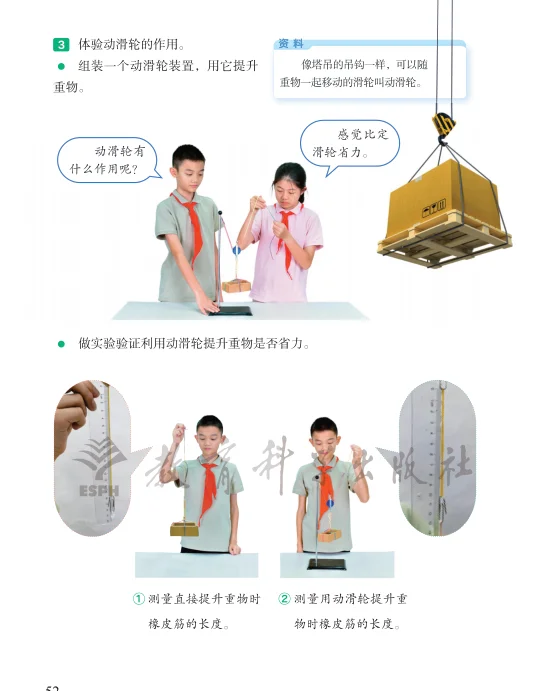 3 体验动滑轮的作用。
● 组装一个动滑轮装置，用它提升
重物。
资料
像塔吊的吊钩一样，可以随
重物一起移动的滑轮叫动滑轮。
动滑轮有
什么作用呢？
感觉比定
滑轮省力。
● 做实验验证利用动滑轮提升重物是否省力。
教育科学出版社
ESPH
① 测量直接提升重物时
橡皮筋的长度。
② 测量用动滑轮提升重
物时橡皮筋的长度。
52